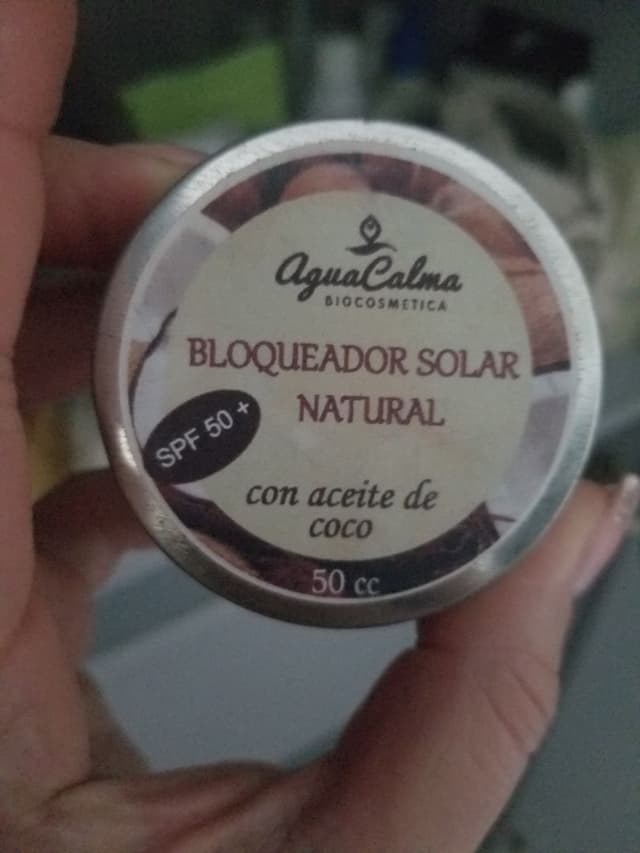 AguaCalma
BIOCOSMETICA
BLOQUEADOR SOLAR
NATURAL
SPF 50 +
con aceite de
coco
50 cc